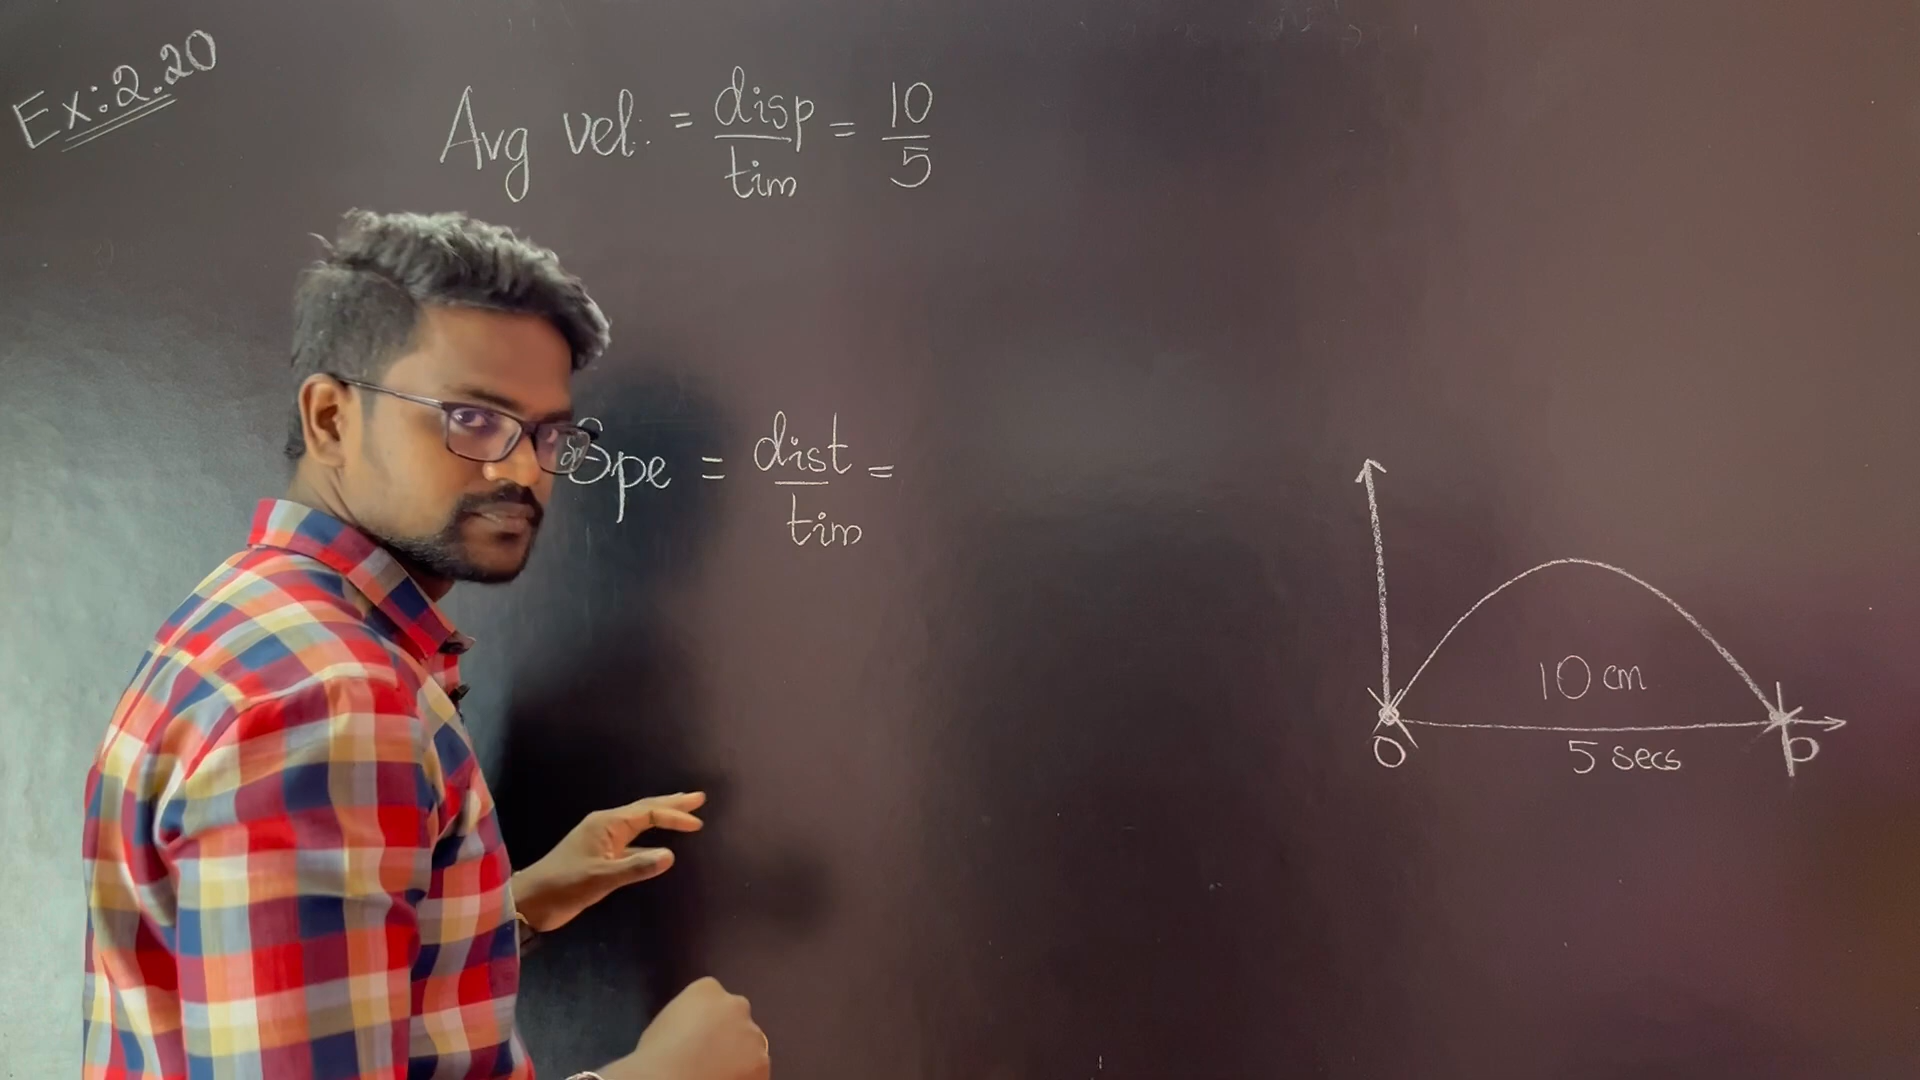 Ex:2.20
Avg vel. = disp/tim = 10/5
Spe = dist/tim =
10 cm
O 5 secs P